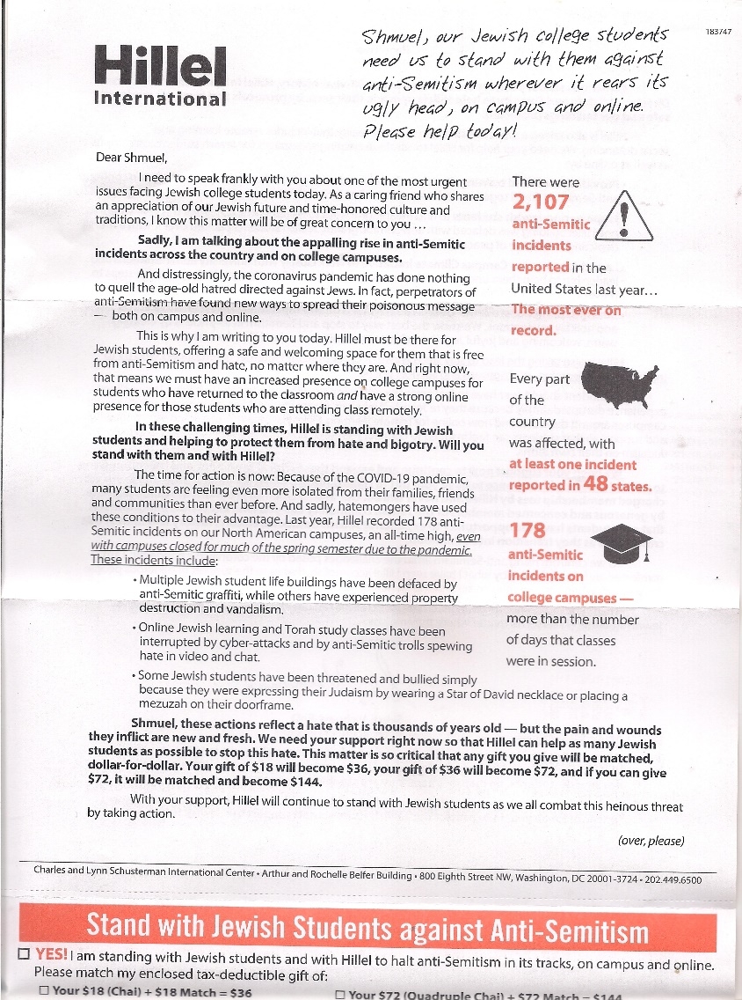 183747
Hillel
International
Shmuel, our Jewish college students
need us to stand with them against
anti-Semitism wherever it rears its
ugly head, on campus and online.
Please help today!
Dear Shmuel,
I need to speak frankly with you about one of the most urgent
issues facing Jewish college students today. As a caring friend who shares
an appreciation of our Jewish future and time-honored culture and
traditions, I know this matter will be of great concern to you …
Sadly, I am talking about the appalling rise in anti-Semitic
incidents across the country and on college campuses.
And distressingly, the coronavirus pandemic has done nothing
to quell the age-old hatred directed against Jews. In fact, perpetrators of
anti-Semitism have found new ways to spread their poisonous message
— both on campus and online.
This is why I am writing to you today. Hillel must be there for
Jewish students, offering a safe and welcoming space for them that is free
from anti-Semitism and hate, no matter where they are. And right now,
that means we must have an increased presence on college campuses for
students who have returned to the classroom and have a strong online
presence for those students who are attending class remotely.
In these challenging times, Hillel is standing with Jewish
students and helping to protect them from hate and bigotry. Will you
stand with them and with Hillel?
The time for action is now: Because of the COVID-19 pandemic,
many students are feeling even more isolated from their families, friends
and communities than ever before. And sadly, hatemongers have used
these conditions to their advantage. Last year, Hillel recorded 178 anti-
Semitic incidents on our North American campuses, an all-time high, even
with campuses closed for much of the spring semester due to the pandemic.
These incidents include:
• Multiple Jewish student life buildings have been defaced by
anti-Semitic graffiti, while others have experienced property
destruction and vandalism.
• Online Jewish learning and Torah study classes have been
interrupted by cyber-attacks and by anti-Semitic trolls spewing
hate in video and chat.
• Some Jewish students have been threatened and bullied simply
because they were expressing their Judaism by wearing a Star of David necklace or placing a
mezuzah on their doorframe.
There were
2,107
anti-Semitic
incidents
reported in the
United States last year…
The most ever on
record.
Every part
of the
country
was affected, with
at least one incident
reported in 48 states.
178
anti-Semitic
incidents on
college campuses —
more than the number
of days that classes
were in session.
Shmuel, these actions reflect a hate that is thousands of years old — but the pain and wounds
they inflict are new and fresh. We need your support right now so that Hillel can help as many Jewish
students as possible to stop this hate. This matter is so critical that any gift you give will be matched,
dollar-for-dollar. Your gift of $18 will become $36, your gift of $36 will become $72, and if you can give
$72, it will be matched and become $144.
With your support, Hillel will continue to stand with Jewish students as we all combat this heinous threat
by taking action.
(over, please)
Charles and Lynn Schusterman International Center • Arthur and Rochelle Belfer Building • 800 Eighth Street NW, Washington, DC 20001-3724 • 202.449.6500
Stand with Jewish Students against Anti-Semitism
☐ YES! I am standing with Jewish students and with Hillel to halt anti-Semitism in its tracks, on campus and online.
Please match my enclosed tax-deductible gift of:
☐ Your $18 (Chai) + $18 Match = $36
☐ Your $72 (Quadruple Chai) + $72 Match = $144